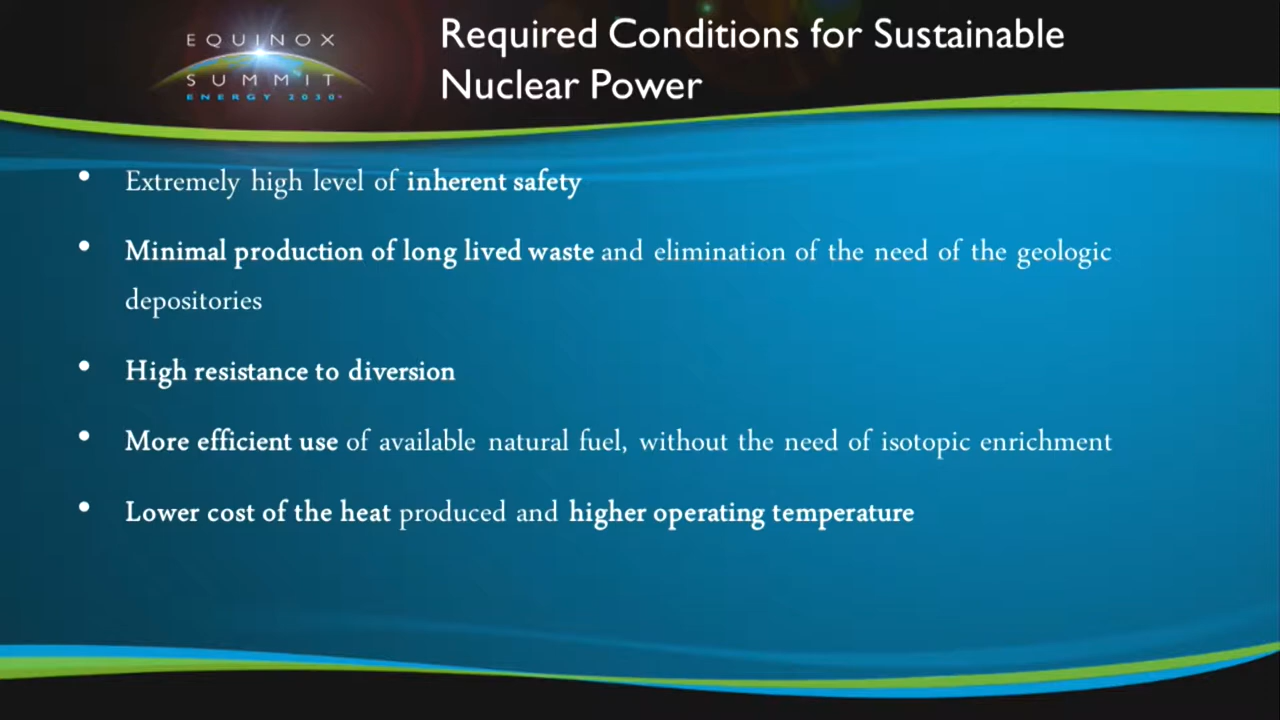 EQUINOX
SUMMIT
ENERGY 2030
Required Conditions for Sustainable
Nuclear Power
• Extremely high level of inherent safety
• Minimal production of long lived waste and elimination of the need of the geologic
depositories
• High resistance to diversion
• More efficient use of available natural fuel, without the need of isotopic enrichment
• Lower cost of the heat produced and higher operating temperature